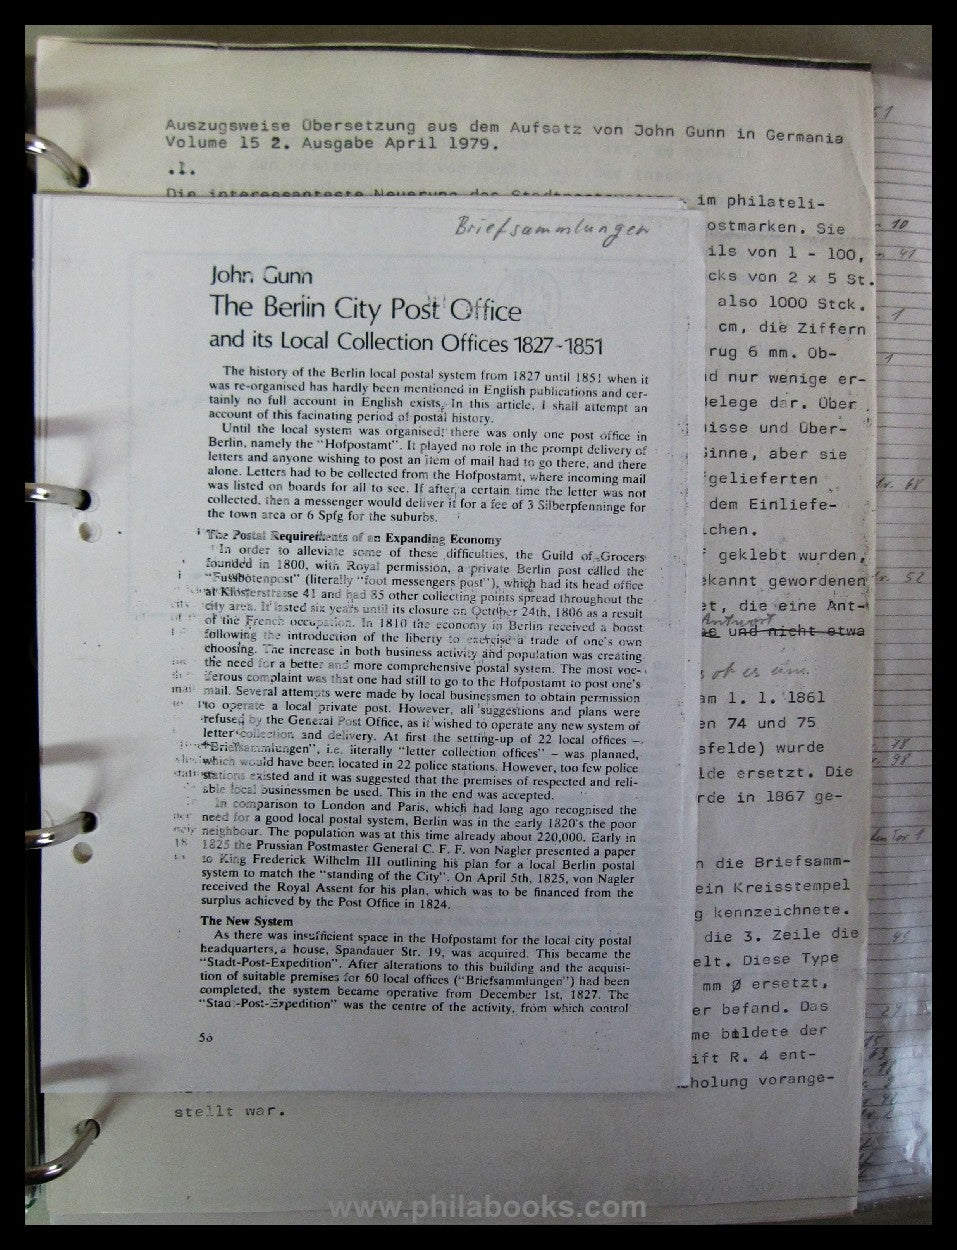 Auszugsweise Übersetzung aus dem Aufsatz von John Gunn in Germania
Volume 15 2. Ausgabe April 1979.
.1.
Die interessanteste Neuerung des im philateli-
ostmarken. Sie
ils von 1 - 100,
cks von 2 x 5 St.
also 1000 Stck.
cm, die Ziffern
rug 6 mm. Ob-
nd nur wenige er-
Belege dar. Über
isse und Über-
Sinne, aber sie
gelieferten
dem Einliefe-
chen.
geklebt wurden,
ekannt gewordenen
et, die eine Ant-
Antwort
und nicht etwa
ob es eine
am 1. 1. 1861
en 74 und 75
sfelde) wurde
lde ersetzt. Die
rde in 1867 ge-
n die Briefsamm-
ein Kreisstempel
g kennzeichnete.
die 3. Zeile die
elt. Diese Type
mm Ø ersetzt,
er befand. Das
me bildete der
ift R. 4 ent-
holung vorange-
stellt war.
Briefsammlungen
John Gunn
The Berlin City Post Office
and its Local Collection Offices 1827-1851
The history of the Berlin local postal system from 1827 until 1851 when it
was re-organised has hardly been mentioned in English publications and cer-
tainly no full account in English exists. In this article, I shall attempt an
account of this facinating period of postal history.
Until the local system was organised, there was only one post office in
Berlin, namely the "Hofpostamt". It played no role in the prompt delivery of
letters and anyone wishing to post an item of mail had to go there, and there
alone. Letters had to be collected from the Hofpostamt, where incoming mail
was listed on boards for all to see. If after a certain time the letter was not
collected, then a messenger would deliver it for a fee of 3 Silberpfenninge for
the town area or 6 Spfg for the suburbs.
The Postal Requirements of an Expanding Economy
In order to alleviate some of these difficulties, the Guild of Grocers
founded in 1800, with Royal permission, a private Berlin post called the
"Fussbotenpost" (literally "foot messengers post"), which had its head office
at Klosterstrasse 41 and had 85 other collecting points spread throughout the
city area. It lasted six years until its closure on October 24th, 1806 as a result
of the French occupation. In 1810 the economy in Berlin received a boost
following the introduction of the liberty to exercise a trade of one's own
choosing. The increase in both business activity and population was creating
the need for a better and more comprehensive postal system. The most voc-
iferous complaint was that one had still to go to the Hofpostamt to post one's
mail. Several attempts were made by local businessmen to obtain permission
to operate a local private post. However, all suggestions and plans were
refused by the General Post Office, as it wished to operate any new system of
letter collection and delivery. At first the setting-up of 22 local offices –
"Briefsammlungen", i.e. literally "letter collection offices" – was planned,
which would have been located in 22 police stations. However, too few police
stations existed and it was suggested that the premises of respected and reli-
able local businessmen be used. This in the end was accepted.
In comparison to London and Paris, which had long ago recognised the
need for a good local postal system, Berlin was in the early 1820's the poor
neighbour. The population was at this time already about 220,000. Early in
1825 the Prussian Postmaster General C. F. F. von Nagler presented a paper
to King Frederick Wilhelm III outlining his plan for a local Berlin postal
system to match the "standing of the City". On April 5th, 1825, von Nagler
received the Royal Assent for his plan, which was to be financed from the
surplus achieved by the Post Office in 1824.
The New System
As there was insufficient space in the Hofpostamt for the local city postal
headquarters, a house, Spandauer Str. 19, was acquired. This became the
"Stadt-Post-Expedition". After alterations to this building and the acquisi-
tion of suitable premises for 60 local offices ("Briefsammlungen") had been
completed, the system became operative from December 1st, 1827. The
"Stadt-Post-Expedition" was the centre of the activity, from which control
50
51
10
41
1
1
68
52
78
98
www.philabooks.com